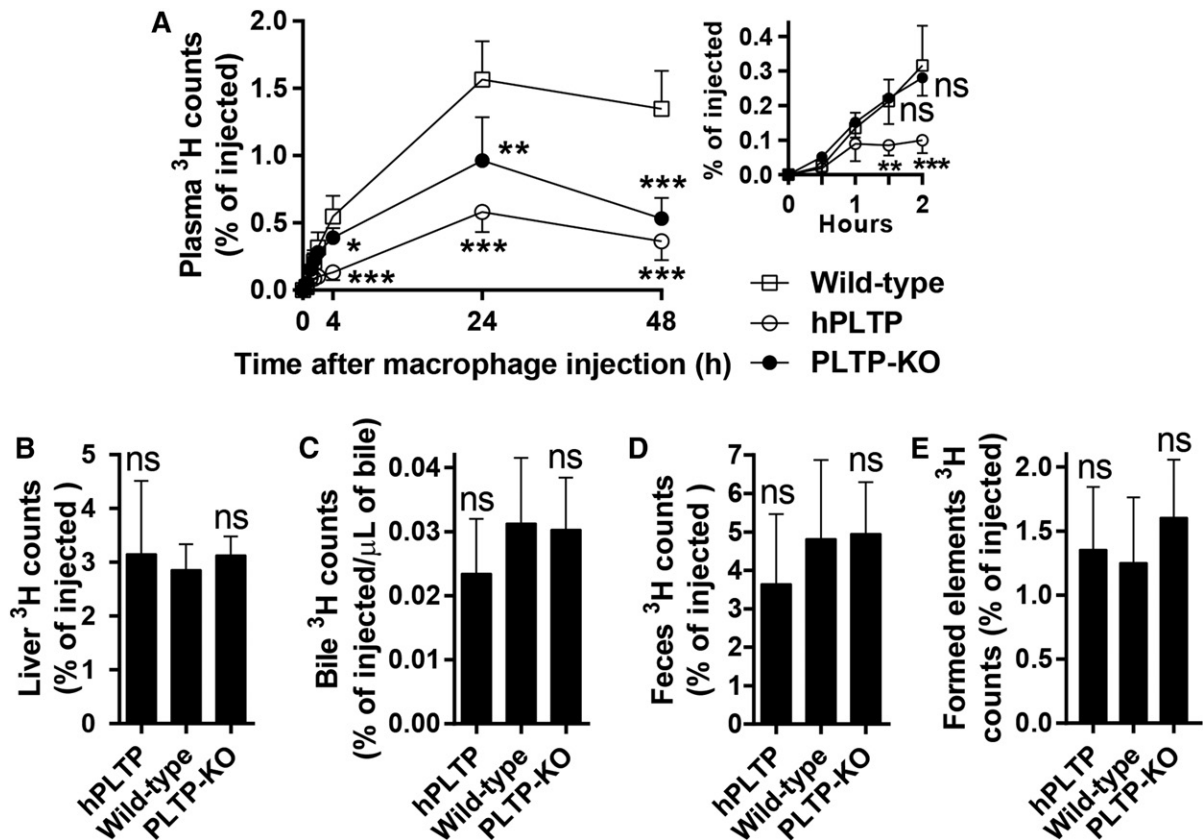 A
Plasma ³H counts
(% of injected)
2.0
1.5
1.0
0.5
0.0
0
4
24
48
**
***
*
***
***
***
Time after macrophage injection (h)
% of injected
0.4
0.3
0.2
0.1
0.0
0
1
2
Hours
ns
ns
**
***
Wild-type
hPLTP
PLTP-KO
B
Liver ³H counts
(% of injected )
5
4
3
2
1
0
ns
ns
hPLTP
Wild-type
PLTP-KO
C
Bile ³H counts
(% of injected/μL of bile)
0.04
0.03
0.02
0.01
0.00
ns
ns
hPLTP
Wild-type
PLTP-KO
D
Feces ³H counts
(% of injected )
7
6
5
4
3
2
1
0
ns
ns
hPLTP
Wild-type
PLTP-KO
E
Formed elements ³H
counts (% of injected)
2.0
1.5
1.0
0.5
0.0
ns
ns
hPLTP
Wild-type
PLTP-KO